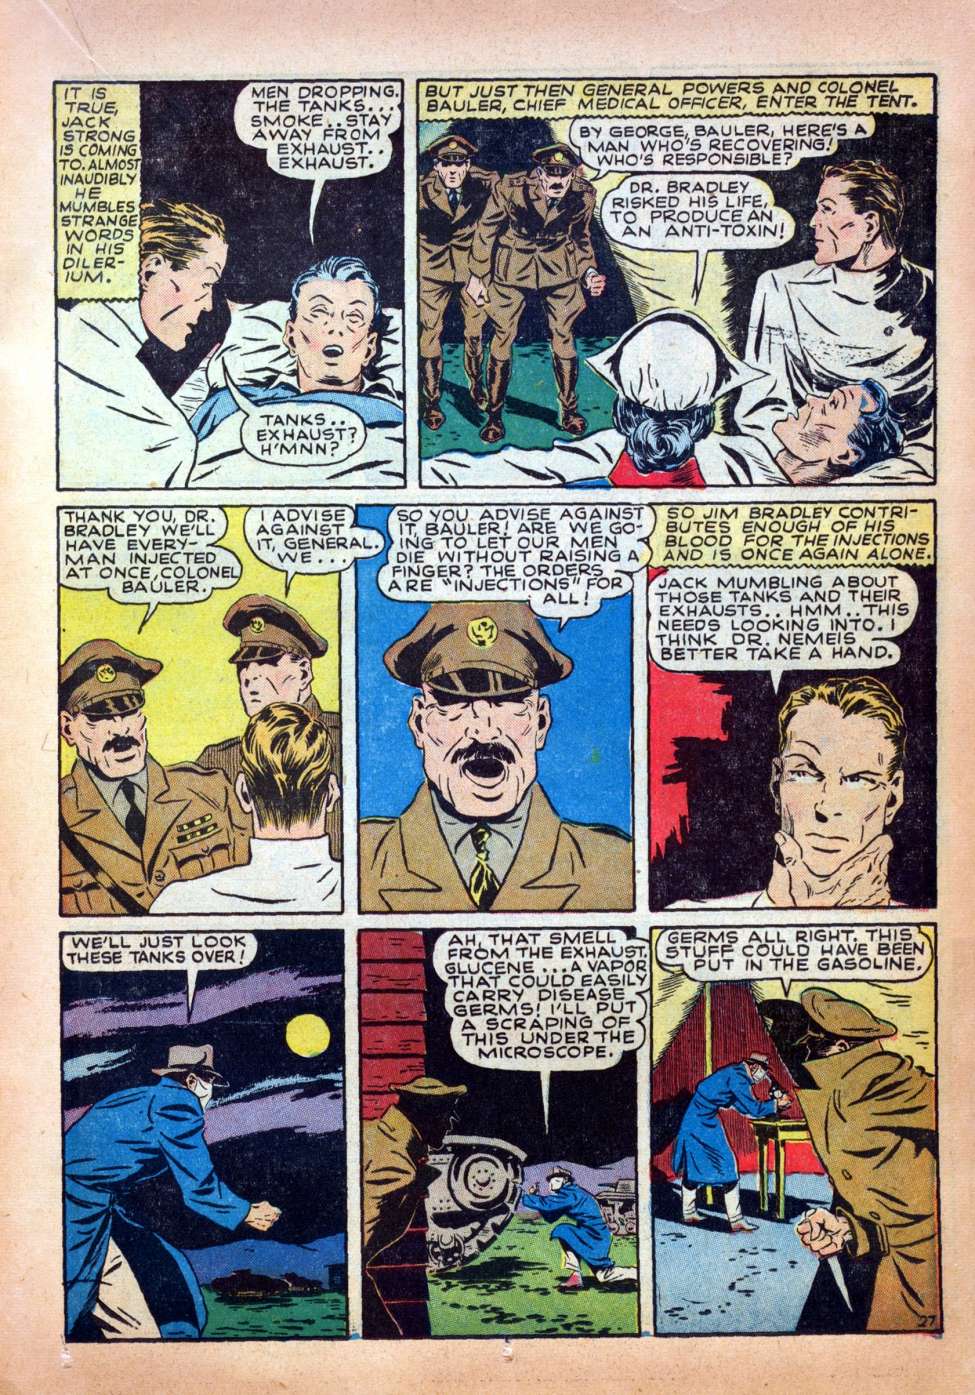 IT IS
TRUE,
JACK
STRONG
IS COMING
TO. ALMOST
INAUDIBLY
HE
MUMBLES
STRANGE
WORDS
IN HIS
DILER-
IUM.
MEN DROPPING.
THE TANKS...
SMOKE..STAY
AWAY FROM
EXHAUST..
EXHAUST.
TANKS..
EXHAUST?
H'MNN?
BUT JUST THEN GENERAL POWERS AND COLONEL
BAULER, CHIEF MEDICAL OFFICER, ENTER THE TENT.
BY GEORGE, BAULER, HERE'S A
MAN WHO'S RECOVERING!
WHO'S RESPONSIBLE?
DR. BRADLEY
RISKED HIS LIFE,
TO PRODUCE AN
AN ANTI-TOXIN!
THANK YOU, DR.
BRADLEY WE'LL
HAVE EVERY-
MAN INJECTED
AT ONCE, COLONEL
BAULER.
I ADVISE
AGAINST
IT, GENERAL.
WE...
SO YOU ADVISE AGAINST
IT, BAULER! ARE WE GO-
ING TO LET OUR MEN
DIE WITHOUT RAISING A
FINGER? THE ORDERS
ARE "INJECTIONS" FOR
ALL!
SO JIM BRADLEY CONTRI-
BUTES ENOUGH OF HIS
BLOOD FOR THE INJECTIONS
AND IS ONCE AGAIN ALONE.
JACK MUMBLING ABOUT
THOSE TANKS AND THEIR
EXHAUSTS..HMM..THIS
NEEDS LOOKING INTO. I
THINK DR. NEMEIS
BETTER TAKE A HAND.
WE'LL JUST LOOK
THESE TANKS OVER!
AH, THAT SMELL
FROM THE EXHAUST.
GLUCENE...A VAPOR
THAT COULD EASILY
CARRY DISEASE
GERMS! I'LL PUT
A SCRAPING OF
THIS UNDER THE
MICROSCOPE.
GERMS ALL RIGHT. THIS
STUFF COULD HAVE BEEN
PUT IN THE GASOLINE.
27